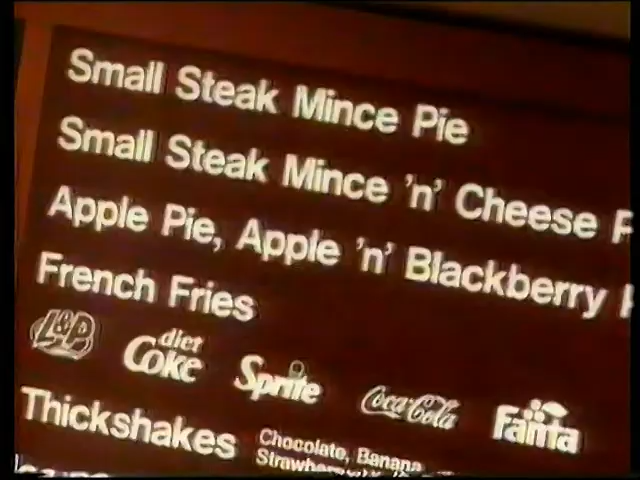 Small Steak Mince Pie
Small Steak Mince 'n' Cheese
Apple Pie, Apple 'n' Blackberry
French Fries
L&P diet Coke Sprite Coca-Cola Fanta
Thickshakes Chocolate, Banana